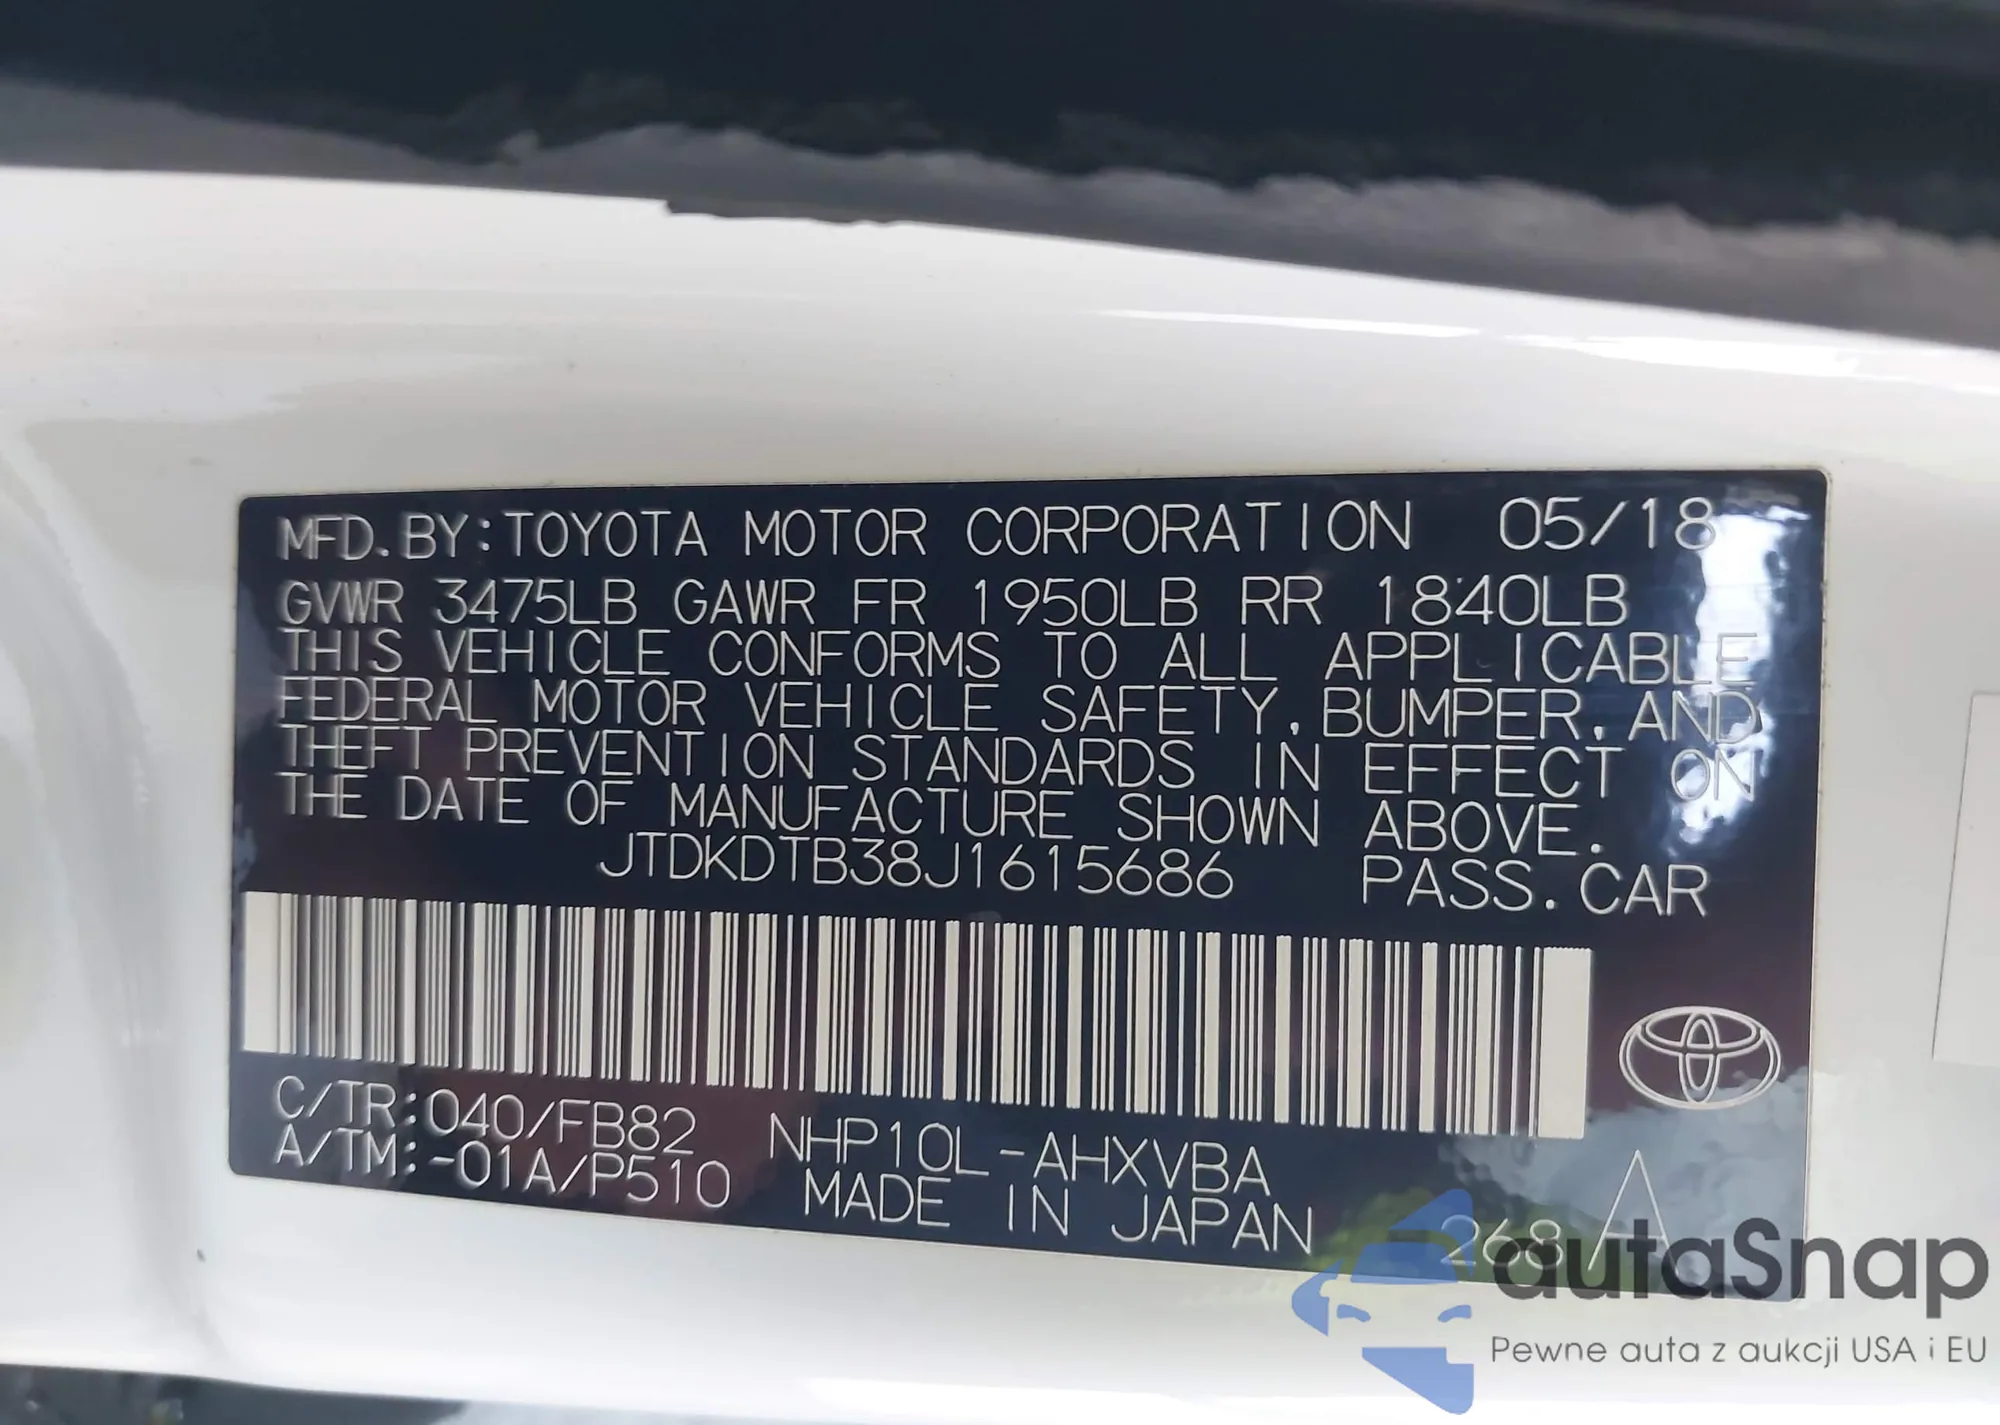 MFD.BY:TOYOTA MOTOR CORPORATION 05/18
GVWR 3475LB GAWR FR 1950LB RR 1840LB
THIS VEHICLE CONFORMS TO ALL APPLICABLE
FEDERAL MOTOR VEHICLE SAFETY, BUMPER, AND
THEFT PREVENTION STANDARDS IN EFFECT ON
THE DATE OF MANUFACTURE SHOWN ABOVE.
JTDKDTB38J1615686 PASS.CAR
C/TR:040/FB82 NHP10L-AHXVBA
A/TM:-01A/P510 MADE IN JAPAN 268 A
autaSnap
Pewne auta z aukcji USA i EU